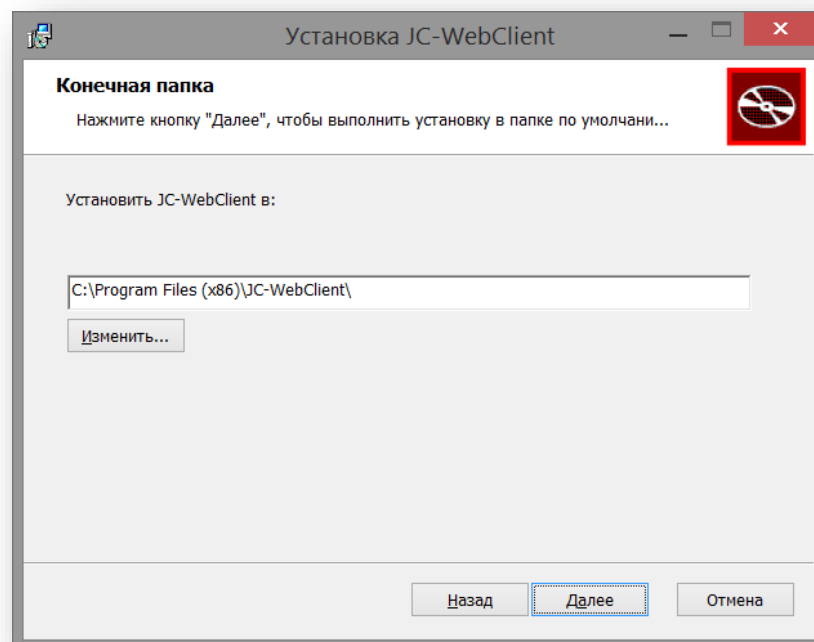 Установка JC-WebClient
Конечная папка
Нажмите кнопку "Далее", чтобы выполнить установку в папке по умолчани...
Установить JC-WebClient в:
C:\Program Files (x86)\JC-WebClient\
Изменить...
Назад Далее Отмена